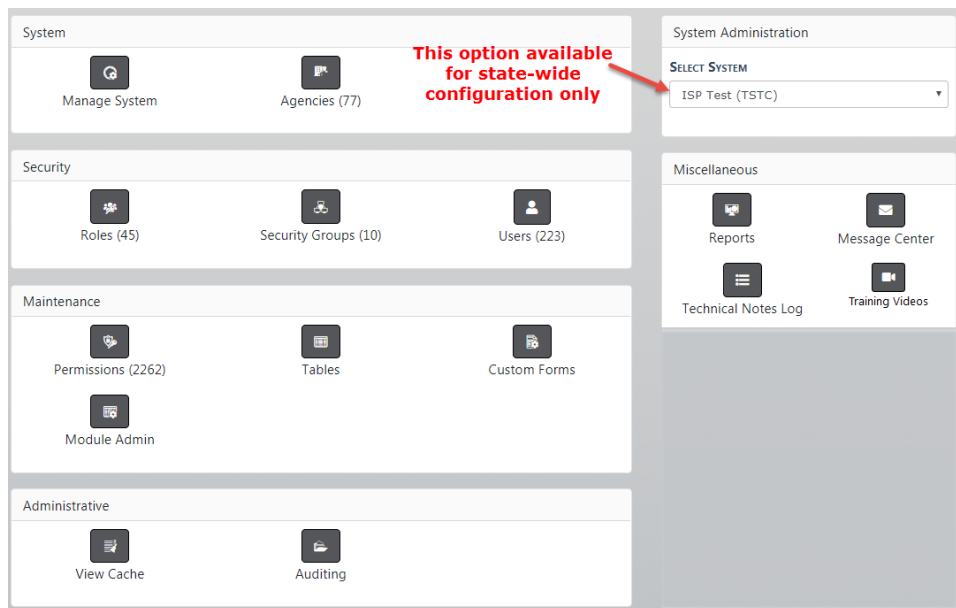 System
Manage System
Agencies (77)
This option available
for state-wide
configuration only
System Administration
SELECT SYSTEM
ISP Test (TSTC)
Security
Roles (45)
Security Groups (10)
Users (223)
Miscellaneous
Reports
Message Center
Technical Notes Log
Training Videos
Maintenance
Permissions (2262)
Tables
Custom Forms
Module Admin
Administrative
View Cache
Auditing